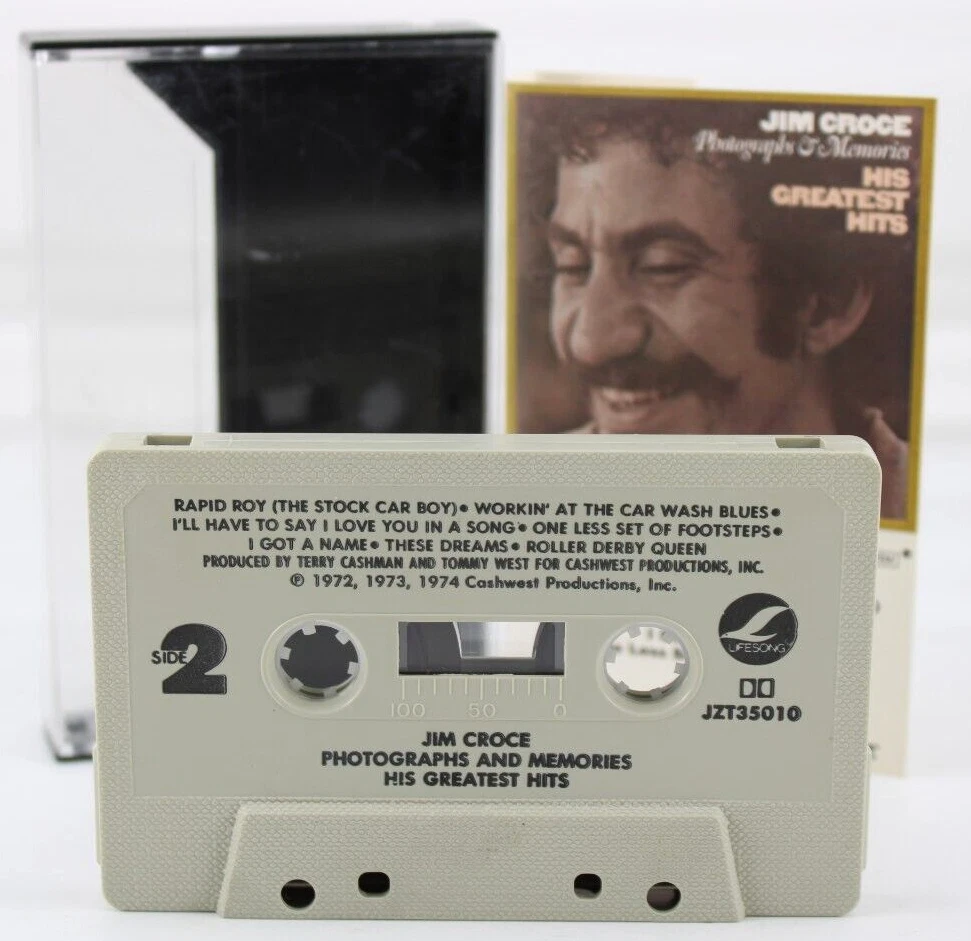 JIM CROCE
Photographs & Memories
HIS
GREATEST
HITS
RAPID ROY (THE STOCK CAR BOY)• WORKIN' AT THE CAR WASH BLUES•
I'LL HAVE TO SAY I LOVE YOU IN A SONG• ONE LESS SET OF FOOTSTEPS•
I GOT A NAME• THESE DREAMS• ROLLER DERBY QUEEN
PRODUCED BY TERRY CASHMAN AND TOMMY WEST FOR CASHWEST PRODUCTIONS, INC.
℗ 1972, 1973, 1974 Cashwest Productions, Inc.
SIDE 2
LIFESONG
100 50 0
JZT35010
JIM CROCE
PHOTOGRAPHS AND MEMORIES
HIS GREATEST HITS